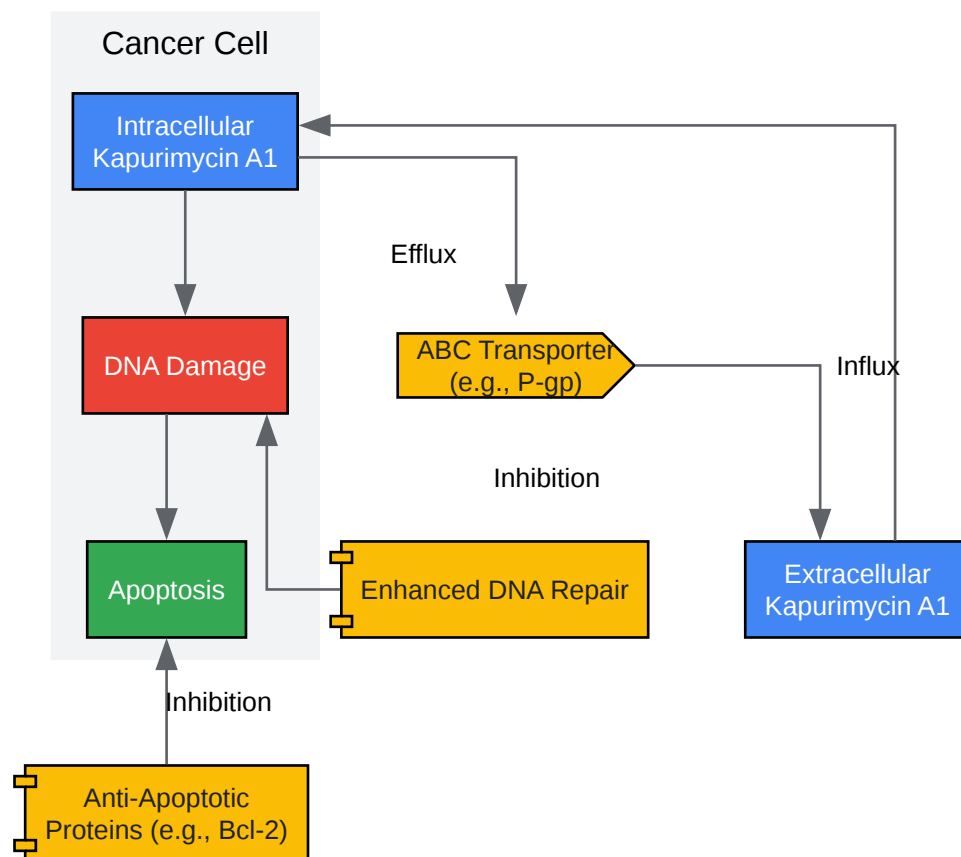 Cancer Cell
Intracellular
Kapurimycin A1
Efflux
DNA Damage
ABC Transporter
(e.g., P-gp)
Influx
Inhibition
Apoptosis
Enhanced DNA Repair
Extracellular
Kapurimycin A1
Inhibition
Anti-Apoptotic
Proteins (e.g., Bcl-2)